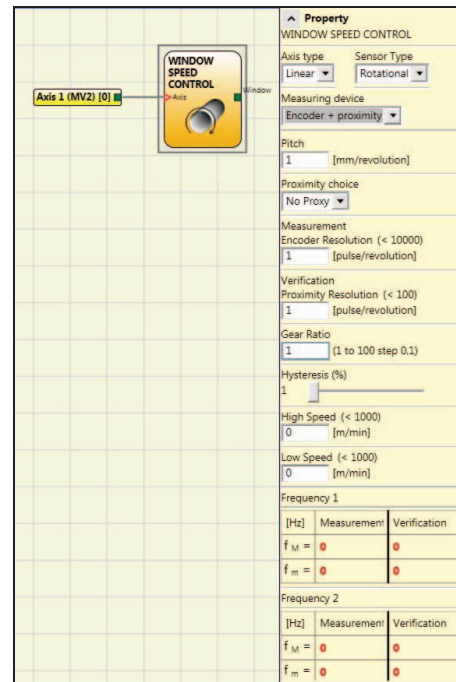 Axis 1 (MV2) [0]
WINDOW
SPEED
CONTROL
Axis
Window
Property
WINDOW SPEED CONTROL
Axis type Sensor Type
Linear Rotational
Measuring device
Encoder + proximity
Pitch
1 [mm/revolution]
Proximity choice
No Proxy
Measurement
Encoder Resolution (< 10000)
1 [pulse/revolution]
Verification
Proximity Resolution (< 100)
1 [pulse/revolution]
Gear Ratio
1 (1 to 100 step 0,1)
Hysteresis (%)
1
High Speed (< 1000)
0 [m/min]
Low Speed (< 1000)
0 [m/min]
Frequency 1
[Hz] Measurement Verification
f M = 0 0
f m = 0 0
Frequency 2
[Hz] Measurement Verification
f M = 0 0
f m = 0 0